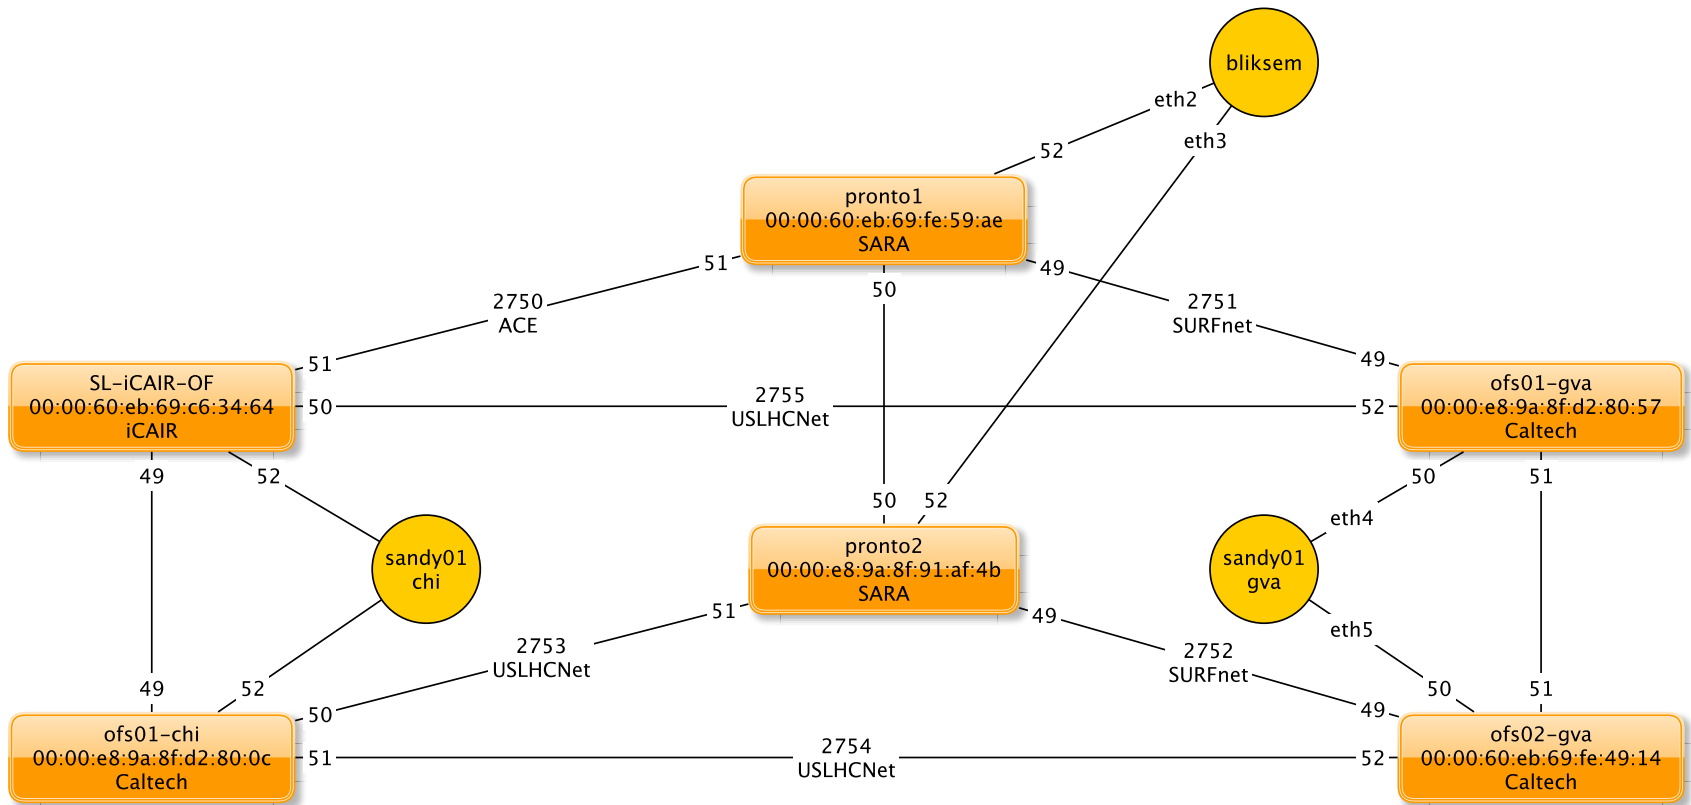 bliksem
eth2
eth3
52
pronto1
00:00:60:eb:69:fe:59:ae
SARA
51
49
50
2750
ACE
2751
SURFnet
51
49
SL-iCAIR-OF
00:00:60:eb:69:c6:34:64
iCAIR
50
2755
USLHCNet
52
ofs01-gva
00:00:e8:9a:8f:d2:80:57
Caltech
49
52
50
51
50
52
eth4
sandy01
chi
pronto2
00:00:e8:9a:8f:91:af:4b
SARA
sandy01
gva
51
49
eth5
2753
USLHCNet
2752
SURFnet
49
52
50
51
50
49
ofs01-chi
00:00:e8:9a:8f:d2:80:0c
Caltech
51
2754
USLHCNet
52
ofs02-gva
00:00:60:eb:69:fe:49:14
Caltech